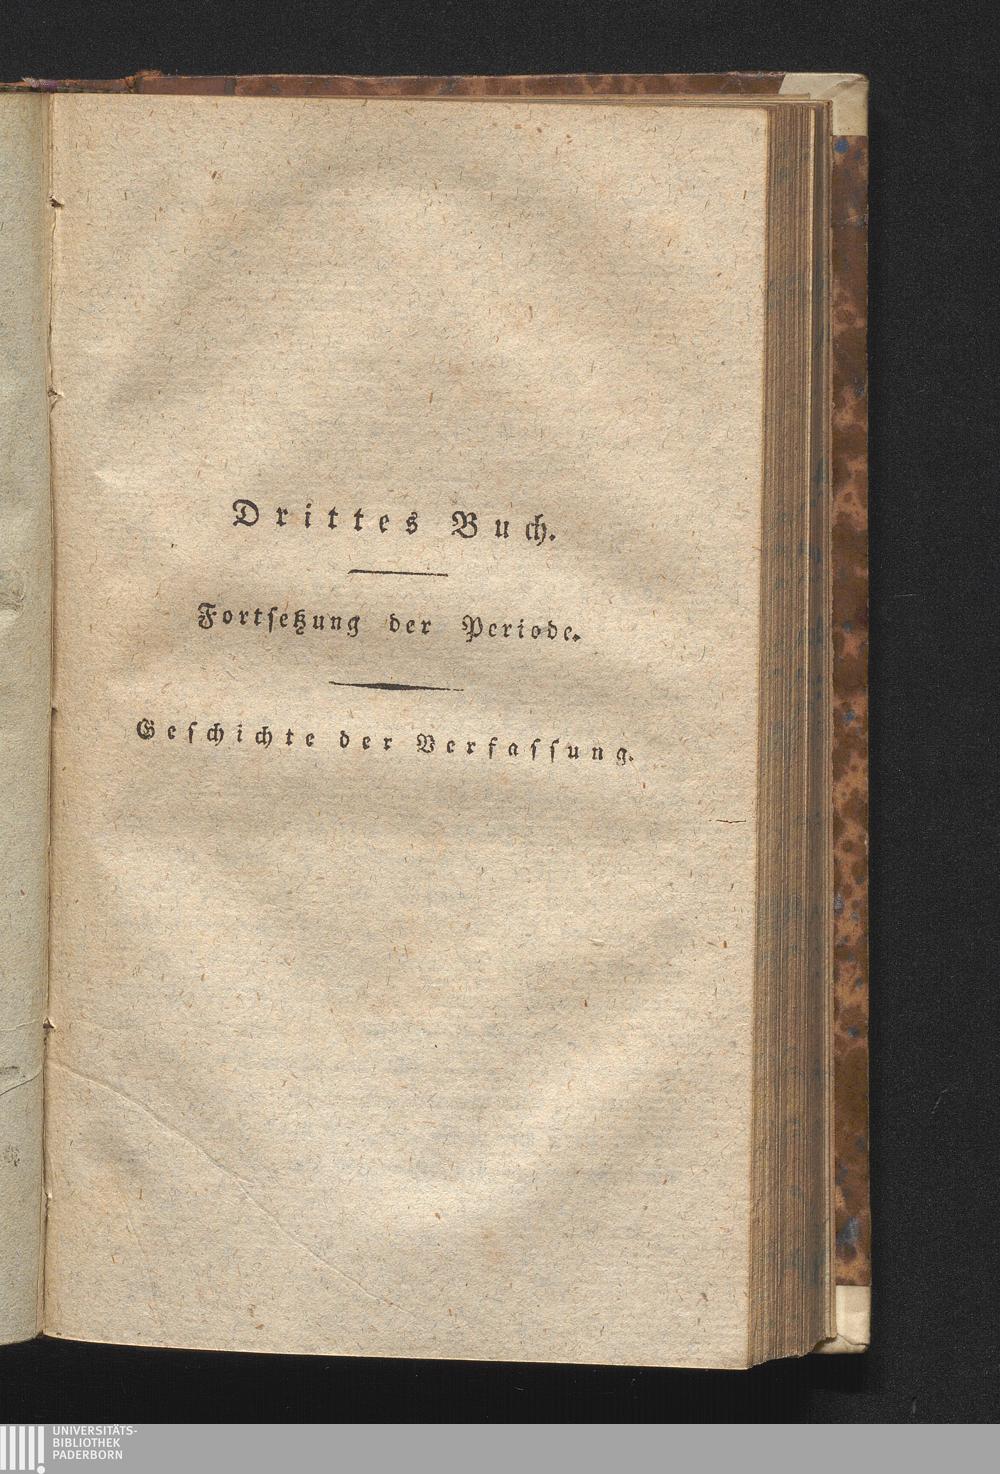 Drittes Buch.
Fortſetzung der Periode.
Geſchichte der Verfaſſung.
UNIVERSITÄTS-
BIBLIOTHEK
PADERBORN